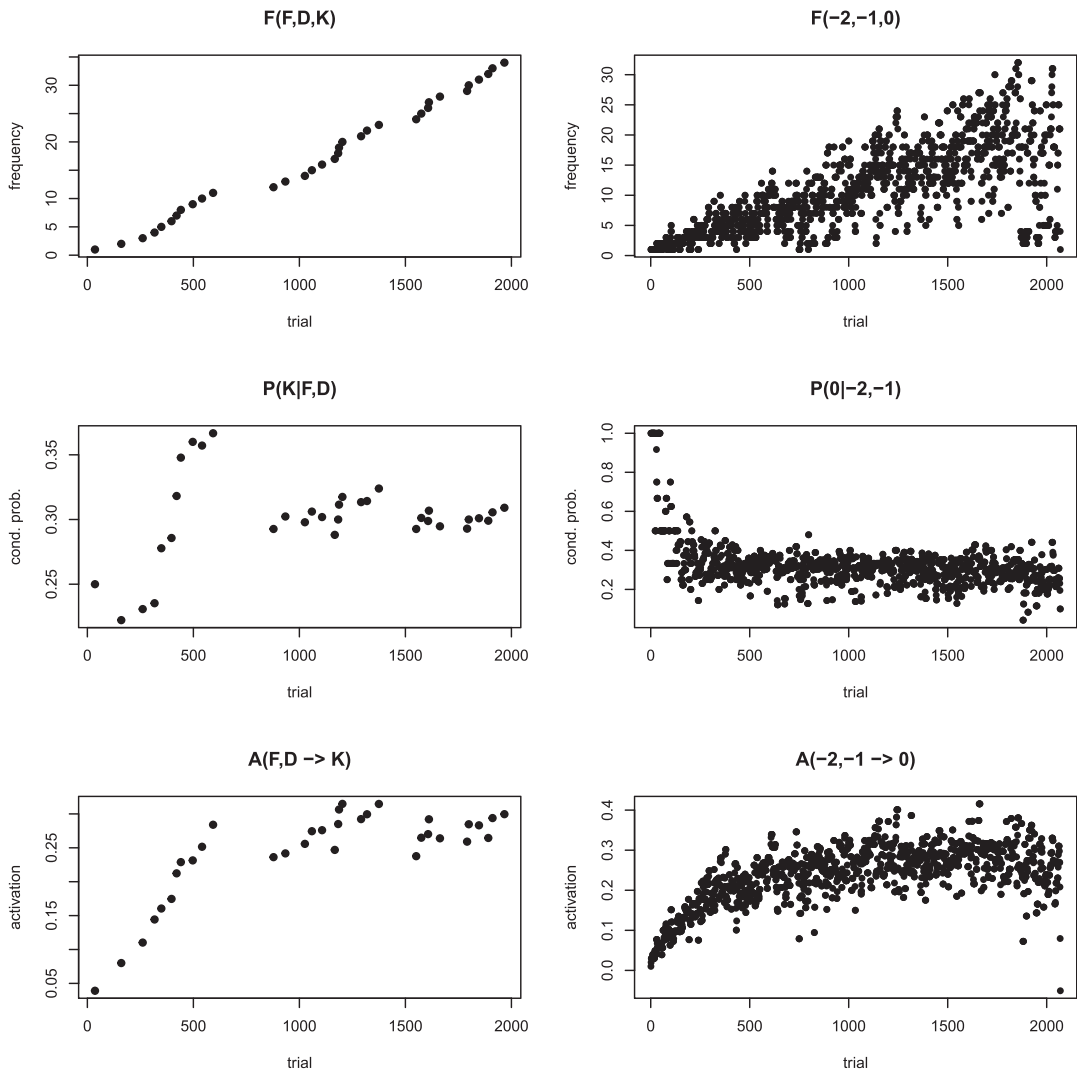 F(F,D,K)
frequency
0 5 10 20 30
0 500 1000 1500 2000
trial
F(−2,−1,0)
frequency
0 5 10 15 20 25 30
0 500 1000 1500 2000
trial
P(K|F,D)
cond. prob.
0.25 0.30 0.35
0 500 1000 1500 2000
trial
P(0|−2,−1)
cond. prob.
0.2 0.4 0.6 0.8 1.0
0 500 1000 1500 2000
trial
A(F,D −> K)
activation
0.05 0.15 0.25
0 500 1000 1500 2000
trial
A(−2,−1 −> 0)
activation
0.0 0.1 0.2 0.3 0.4
0 500 1000 1500 2000
trial